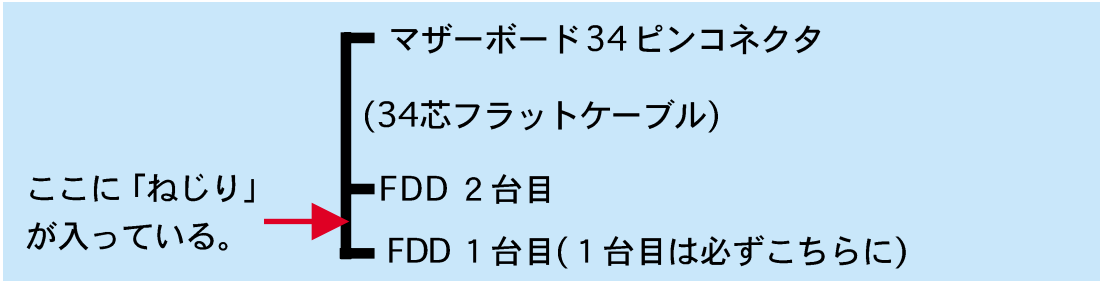 マザーボード34ピンコネクタ
(34芯フラットケーブル)
FDD 2台目
ここに「ねじり」
が入っている。
FDD 1台目(1台目は必ずこちらに)